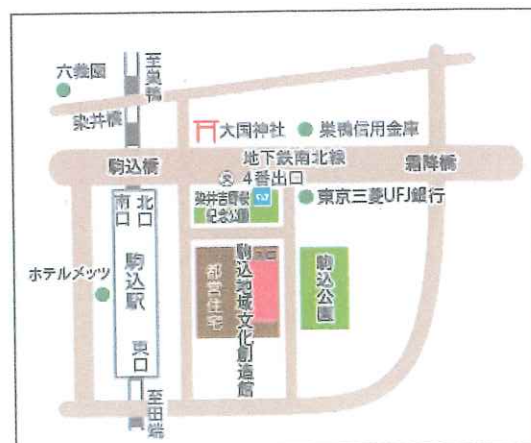 六義園
至巣鴨
染井橋
大国神社
巣鴨信用金庫
駒込橋
地下鉄南北線
霜降橋
4番出口
染井吉野桜
記念公園
東京三菱UFJ銀行
北口
南口
駒込駅
ホテルメッツ
都営住宅
駒込地域文化創造館
駒込公園
東口
至田端